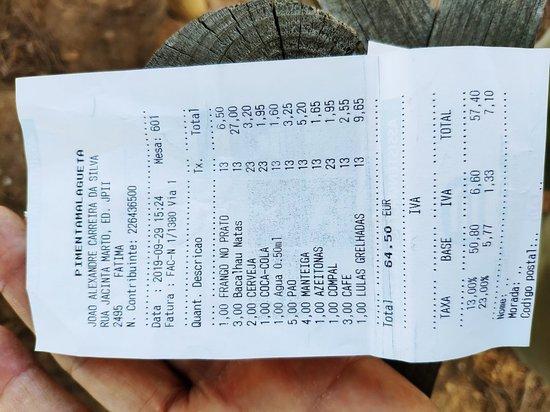 PIMENTAMALAGUETA
JOAO ALEXANDRE CARREIRA DA SILVA
RUA JACINTA MARTO, ED. JPII
2495 FATIMA
N. Contribuinte: 226436500
Data : 2019-09-29 15:24 Mesa: 601
Fatura : FAC-N 1/1380 Via 1
Quant. Descricao Tx. Total
1,00 FRANGO NO PRATO 13 6,50
3,00 Bacalhau Natas 13 27,00
2,00 CERVEJA 23 3,20
1,00 COCA-COLA 23 1,95
1,00 Agua 0:50ml 13 1,60
5,00 PAO 13 3,25
4,00 MANTEIGA 13 5,20
1,00 AZEITONAS 13 1,65
1,00 COMPAL 23 1,95
3,00 CAFE 13 2,55
1,00 LULAS GRELHADAS 13 9,65
Total 64.50 EUR
IVA
TAXA BASE IVA TOTAL
13,00% 50,80 6,60 57,40
23,00% 5,77 1,33 7,10
Nome:
Morada:
Codigo postal: